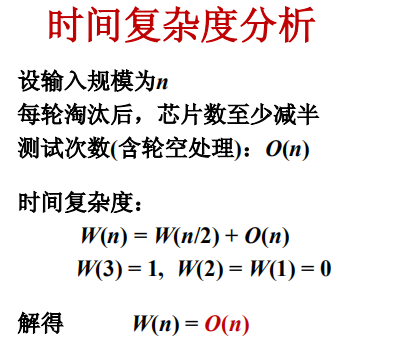 时间复杂度分析
设输入规模为n
每轮淘汰后，芯片数至少减半
测试次数(含轮空处理)：O(n)
时间复杂度：
W(n) = W(n/2) + O(n)
W(3) = 1, W(2) = W(1) = 0
解得 W(n) = O(n)